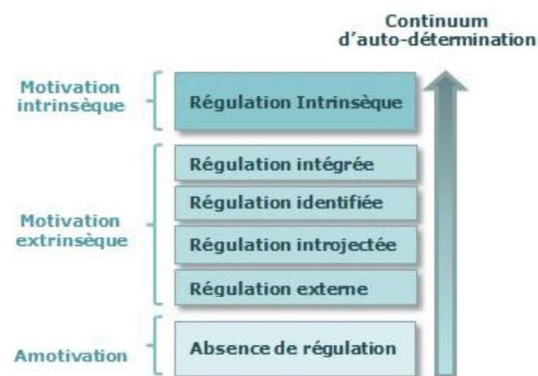 Continuum
d'auto-détermination
Motivation
intrinsèque
Régulation Intrinsèque
Motivation
extrinsèque
Régulation intégrée
Régulation identifiée
Régulation introjectée
Régulation externe
Amotivation
Absence de régulation